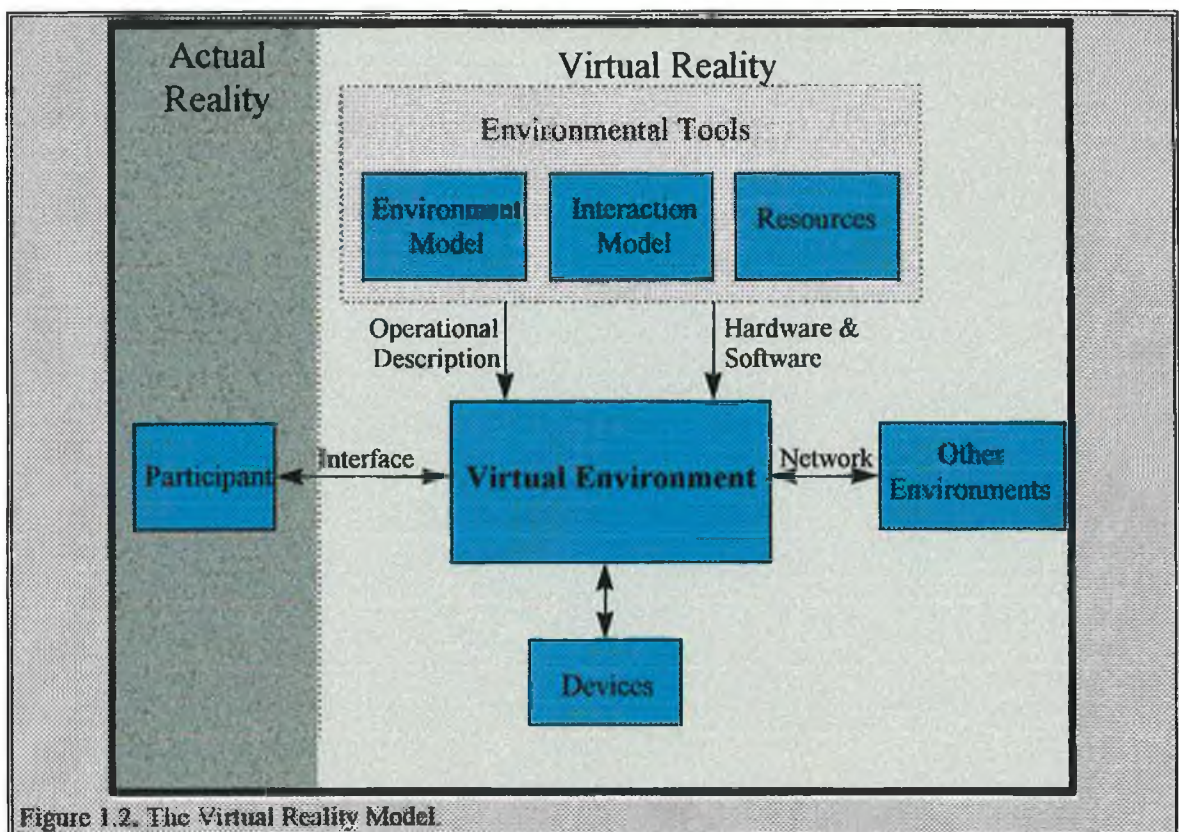 Actual
Reality
Virtual Reality
Environmental Tools
Environment
Model
Interaction
Model
Resources
Operational
Description
Hardware &
Software
Participant
Interface
Virtual Environment
Network
Other
Environments
Devices
Figure 1.2. The Virtual Reality Model.